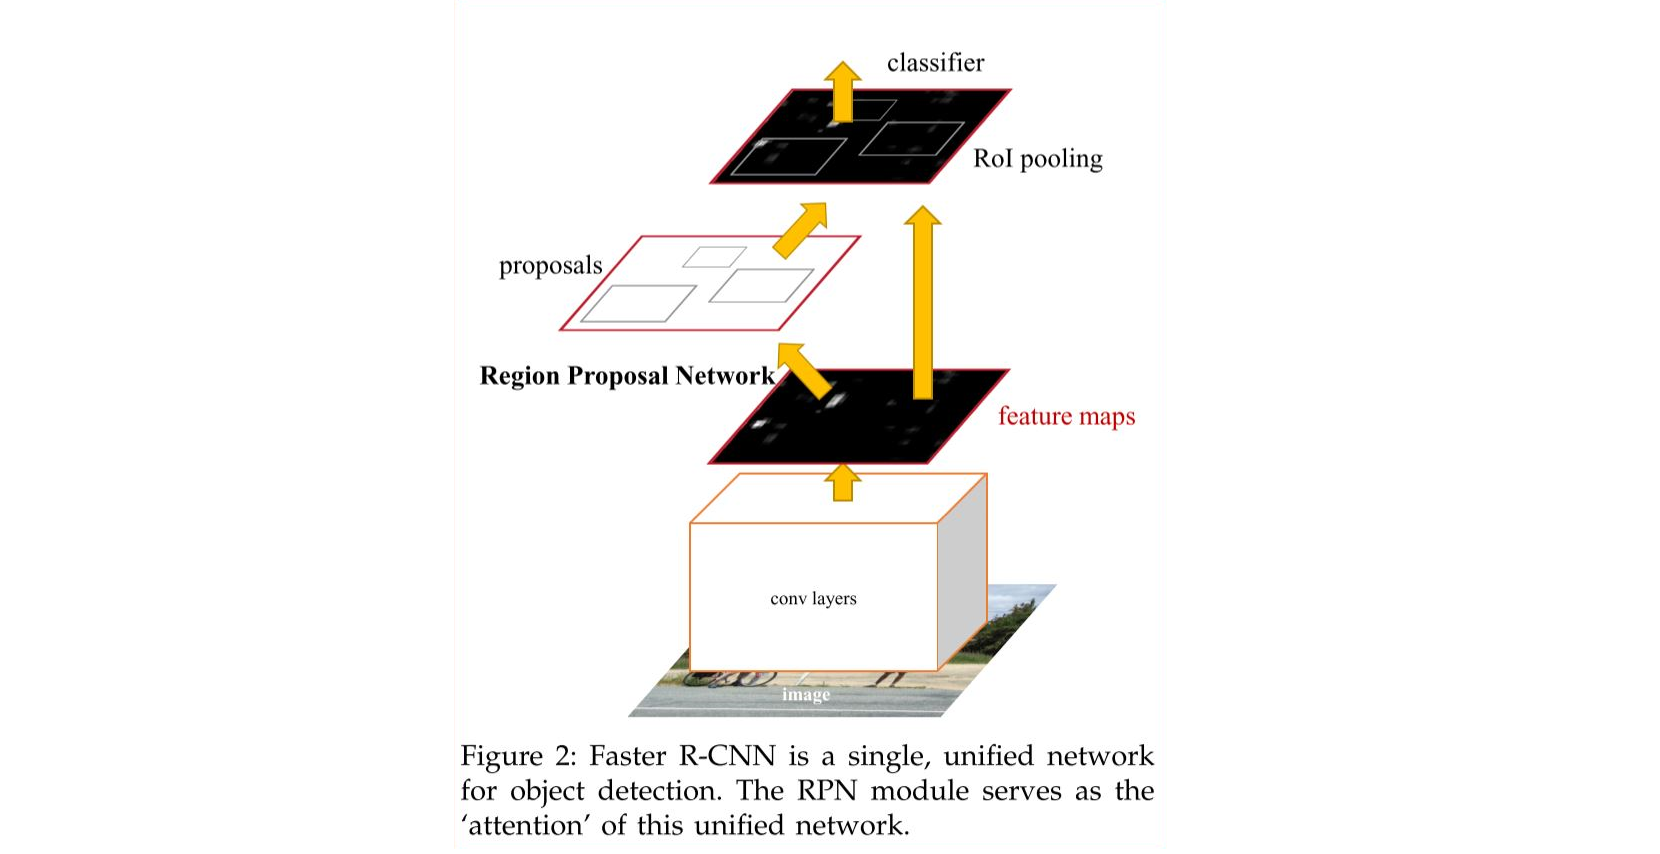 classifier
RoI pooling
proposals
Region Proposal Network
feature maps
conv layers
image
Figure 2: Faster R-CNN is a single, unified network
for object detection. The RPN module serves as the
‘attention’ of this unified network.